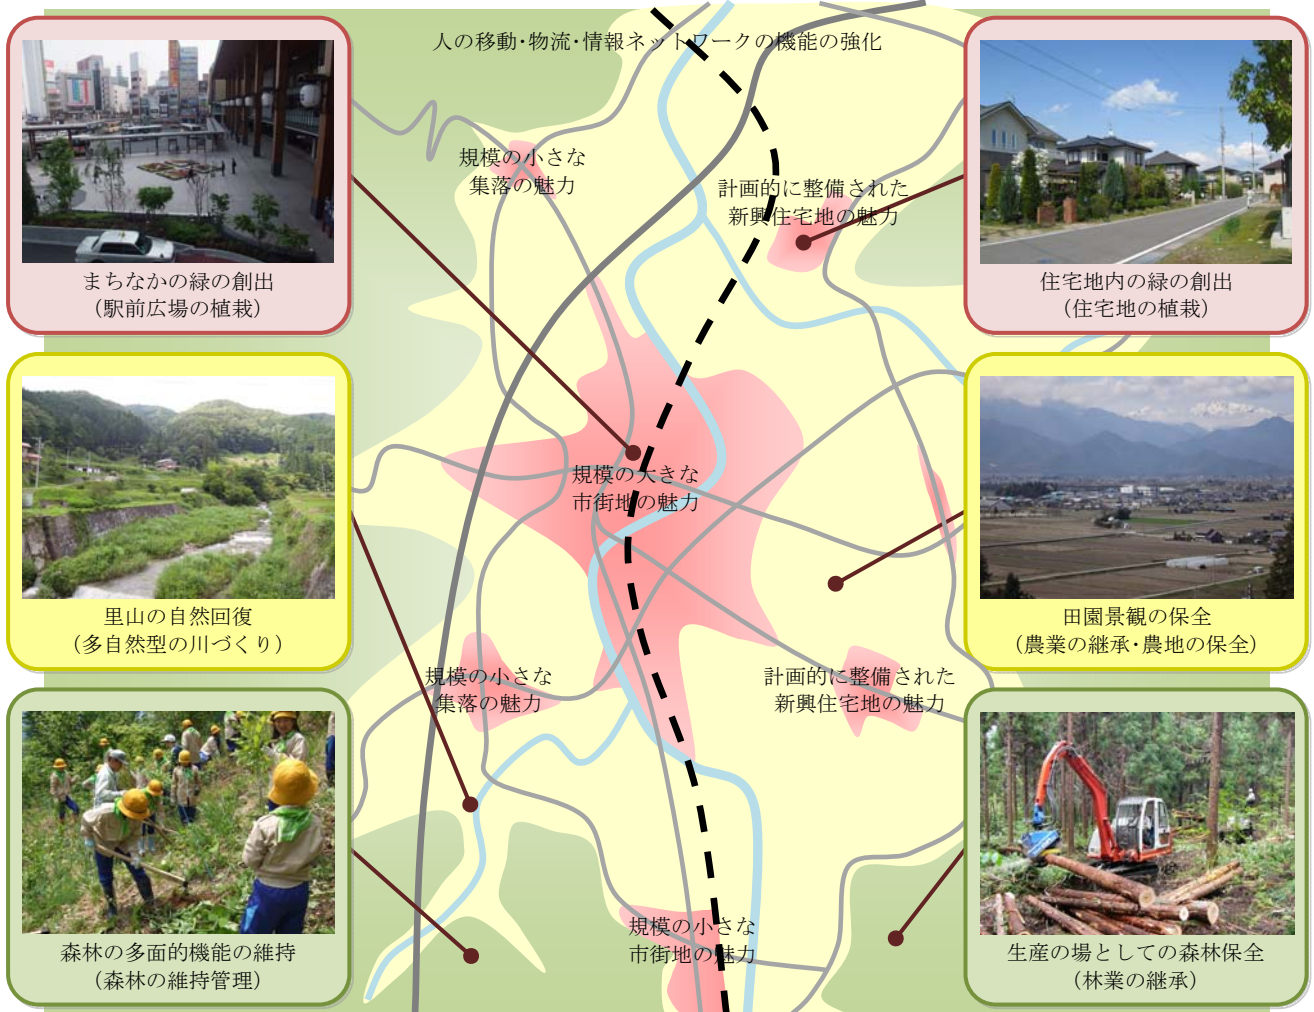 人の移動・物流・情報ネットワークの機能の強化
まちなかの緑の創出
（駅前広場の植栽）
規模の小さな
集落の魅力
計画的に整備された
新興住宅地の魅力
住宅地内の緑の創出
（住宅地の植栽）
里山の自然回復
（多自然型の川づくり）
規模の大きな
市街地の魅力
田園景観の保全
（農業の継承・農地の保全）
規模の小さな
集落の魅力
計画的に整備された
新興住宅地の魅力
森林の多面的機能の維持
（森林の維持管理）
規模の小さな
市街地の魅力
生産の場としての森林保全
（林業の継承）